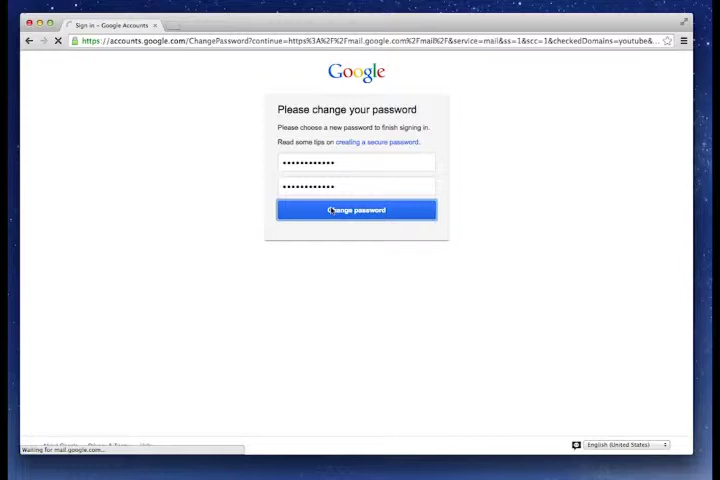 Sign in – Google Accounts
https://accounts.google.com/ChangePassword?continue=https%3A%2F%2Fmail.google.com%2Fmail%2F&service=mail&ss=1&scc=1&checkedDomains=youtube&...
Google
Please change your password
Please choose a new password to finish signing in.
Read some tips on creating a secure password.
••••••••••••
••••••••••••
Change password
English (United States)
Waiting for mail.google.com...